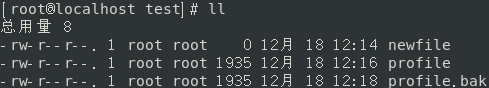 [root@localhost test]# ll
总用量 8
-rw-r--r--. 1 root root    0 12月 18 12:14 newfile
-rw-r--r--. 1 root root 1935 12月 18 12:16 profile
-rw-r--r--. 1 root root 1935 12月 18 12:18 profile.bak